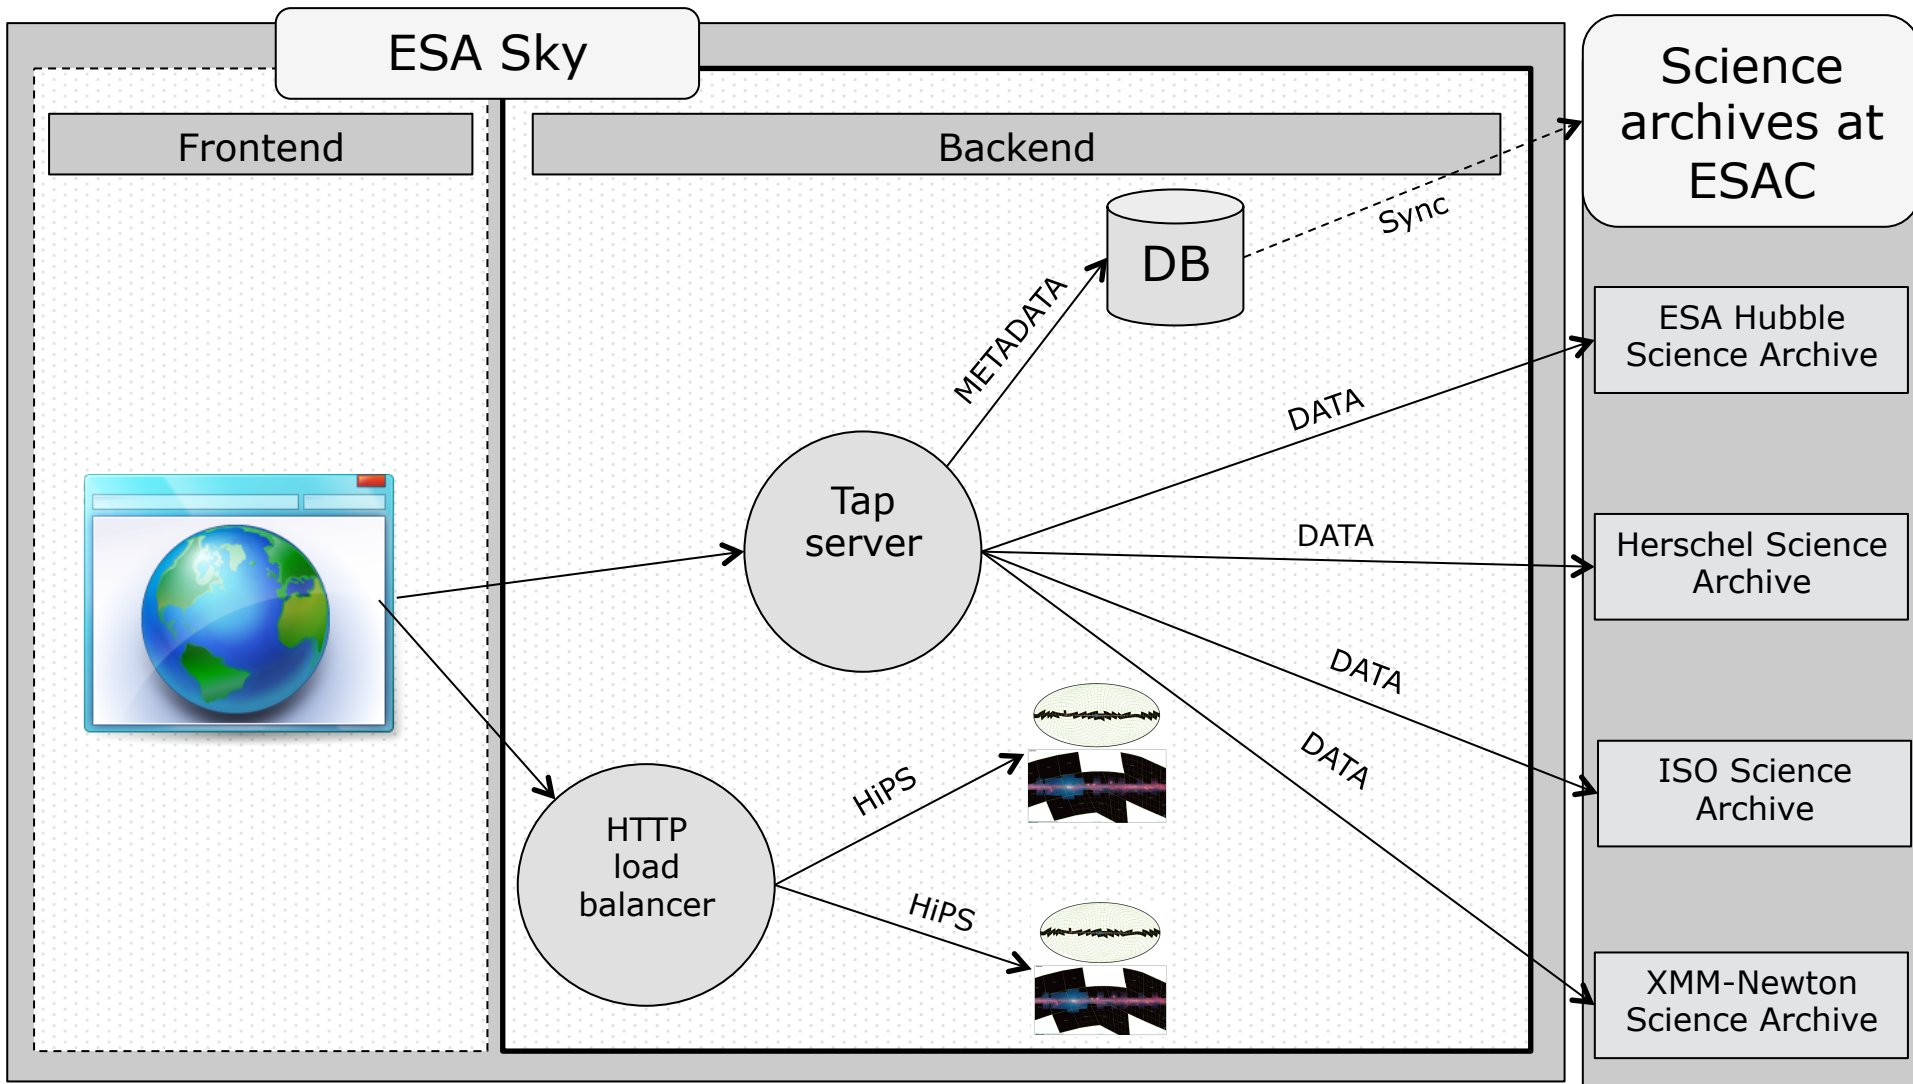 ESA Sky
Science
archives at
ESAC
Frontend
Backend
DB
Sync
METADATA
ESA Hubble
Science Archive
DATA
Tap
server
DATA
Herschel Science
Archive
DATA
DATA
ISO Science
Archive
HiPS
HTTP
load
balancer
HiPS
XMM-Newton
Science Archive